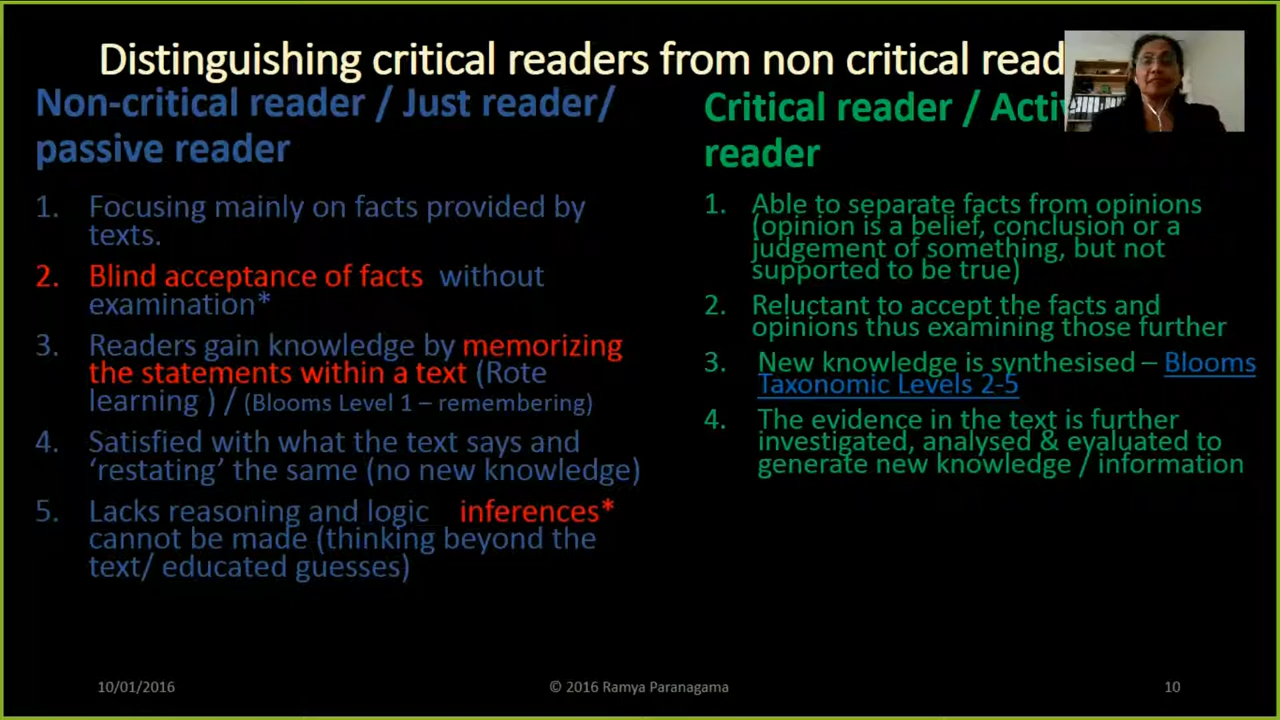 Distinguishing critical readers from non critical read
Non-critical reader / Just reader/
passive reader
1. Focusing mainly on facts provided by
texts.
2. Blind acceptance of facts without
examination*
3. Readers gain knowledge by memorizing
the statements within a text (Rote
learning ) / (Blooms Level 1 – remembering)
4. Satisfied with what the text says and
‘restating’ the same (no new knowledge)
5. Lacks reasoning and logic inferences*
cannot be made (thinking beyond the
text/ educated guesses)
Critical reader / Activ
reader
1. Able to separate facts from opinions
(opinion is a belief, conclusion or a
judgement of something, but not
supported to be true)
2. Reluctant to accept the facts and
opinions thus examining those further
3. New knowledge is synthesised – Blooms
Taxonomic Levels 2-5
4. The evidence in the text is further
investigated, analysed & evaluated to
generate new knowledge / information
10/01/2016
© 2016 Ramya Paranagama
10